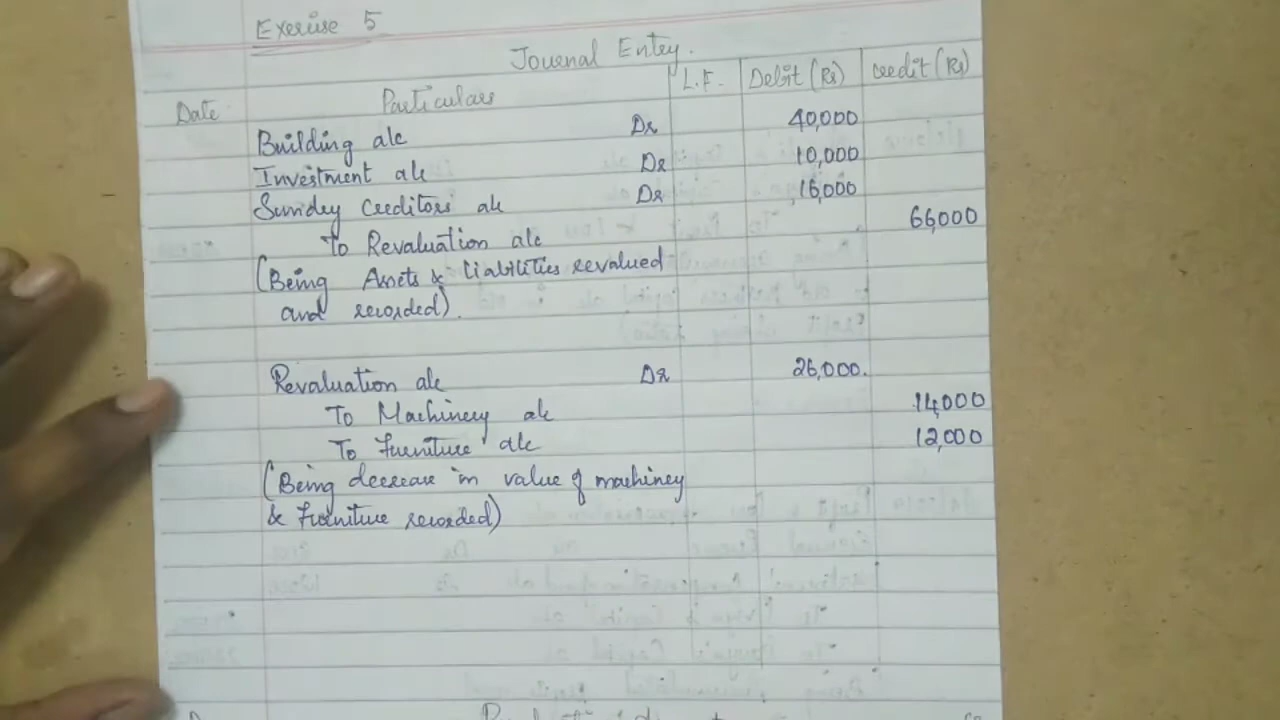 Exercise 5
Journal Entry.
Date Particulars L.F. Debit (Rs) Credit (Rs)
Building a/c Dr 40,000
Investment a/c Dr 10,000
Sundry Creditors a/c Dr 16,000
To Revaluation a/c 66,000
(Being Assets & liabilities revalued
and recorded).
Revaluation a/c Dr 26,000.
To Machinery a/c 14,000
To Furniture a/c 12,000
(Being decrease in value of machinery
& Furniture recorded)